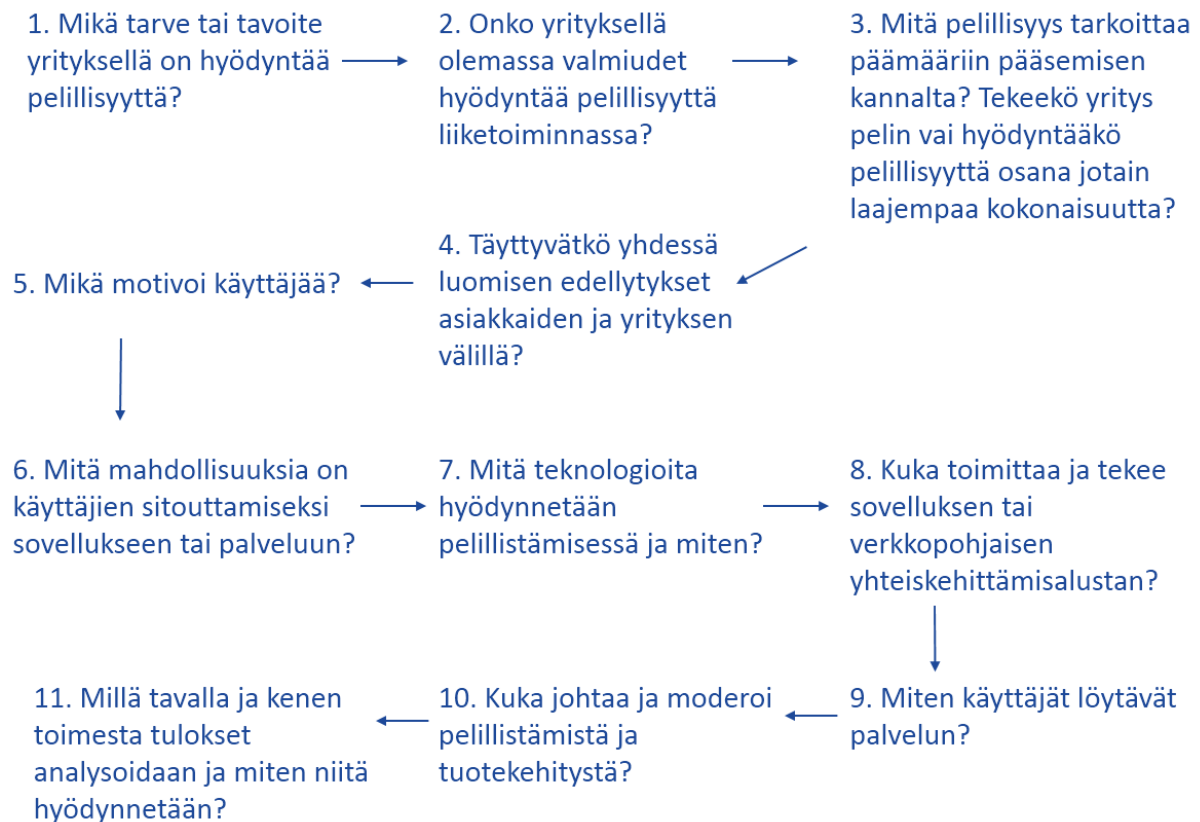 1. Mikä tarve tai tavoite
yrityksellä on hyödyntää
pelillisyyttä?
2. Onko yrityksellä
olemassa valmiudet
hyödyntää pelillisyyttä
liiketoiminnassa?
3. Mitä pelillisyys tarkoittaa
päämääriin pääsemisen
kannalta? Tekeekö yritys
pelin vai hyödyntääkö
pelillisyyttä osana jotain
laajempaa kokonaisuutta?
4. Täyttyvätkö yhdessä
luomisen edellytykset
asiakkaiden ja yrityksen
välillä?
5. Mikä motivoi käyttäjää?
6. Mitä mahdollisuuksia on
käyttäjien sitouttamiseksi
sovellukseen tai palveluun?
7. Mitä teknologioita
hyödynnetään
pelillistämisessä ja miten?
8. Kuka toimittaa ja tekee
sovelluksen tai
verkkopohjaisen
yhteiskehittämisalustan?
9. Miten käyttäjät löytävät
palvelun?
10. Kuka johtaa ja moderoi
pelillistämistä ja
tuotekehitystä?
11. Millä tavalla ja kenen
toimesta tulokset
analysoidaan ja miten niitä
hyödynnetään?